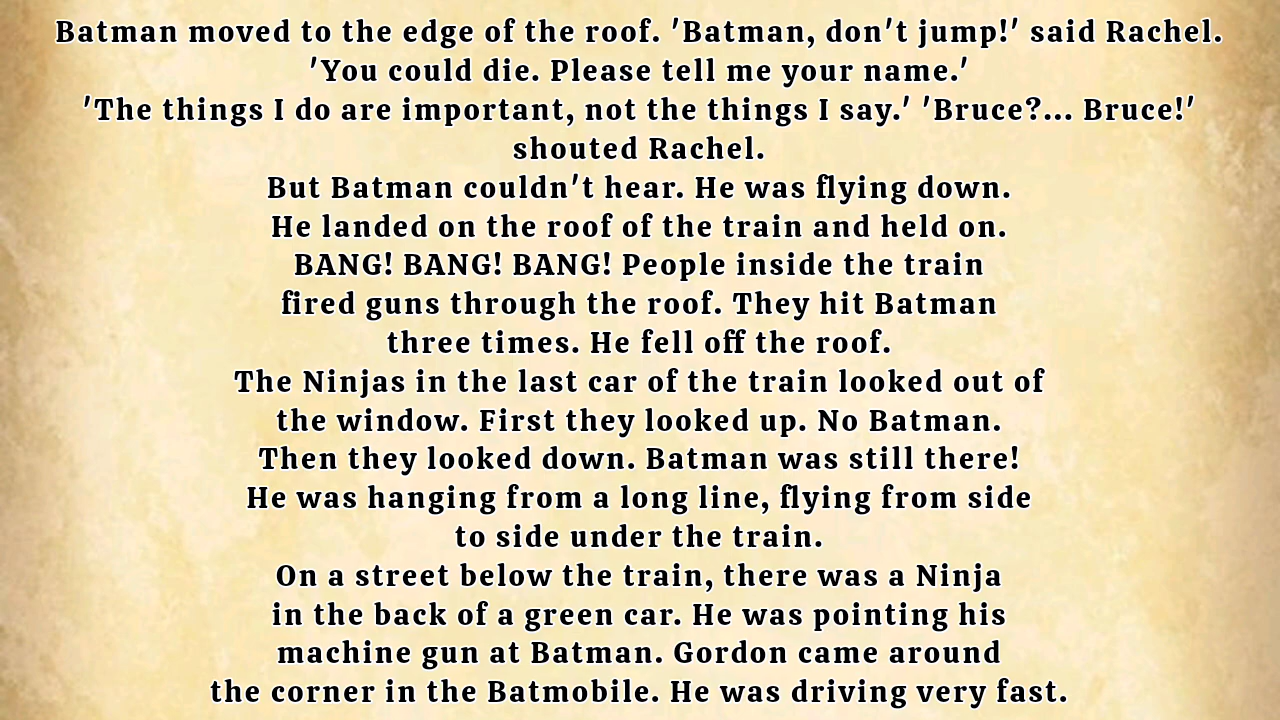 Batman moved to the edge of the roof. 'Batman, don't jump!' said Rachel.
'You could die. Please tell me your name.'
'The things I do are important, not the things I say.' 'Bruce?... Bruce!'
shouted Rachel.
But Batman couldn't hear. He was flying down.
He landed on the roof of the train and held on.
BANG! BANG! BANG! People inside the train
fired guns through the roof. They hit Batman
three times. He fell off the roof.
The Ninjas in the last car of the train looked out of
the window. First they looked up. No Batman.
Then they looked down. Batman was still there!
He was hanging from a long line, flying from side
to side under the train.
On a street below the train, there was a Ninja
in the back of a green car. He was pointing his
machine gun at Batman. Gordon came around
the corner in the Batmobile. He was driving very fast.